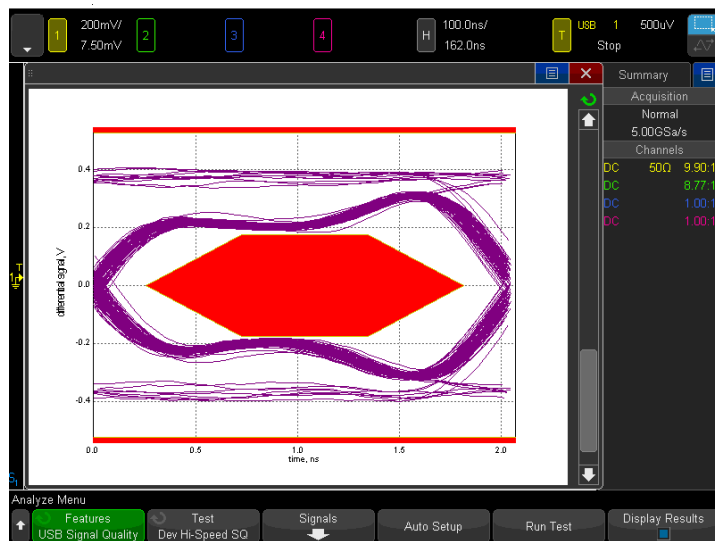 200mV/
100.0ns/
USB 1 500uV
1
2
3
4
H
T
7.50mV
162.0ns
Stop
Summary
Acquisition
Normal
5.00GSa/s
Channels
DC 50Ω 9.90:1
DC 8.77:1
DC 1.00:1
DC 1.00:1
0.4
0.2
0.0
-0.2
-0.4
differential signal, V
0.0 0.5 1.0 1.5 2.0
time, ns
T
1
S1
Analyze Menu
Features
USB Signal Quality
Test
Dev Hi-Speed SQ
Signals
Auto Setup
Run Test
Display Results